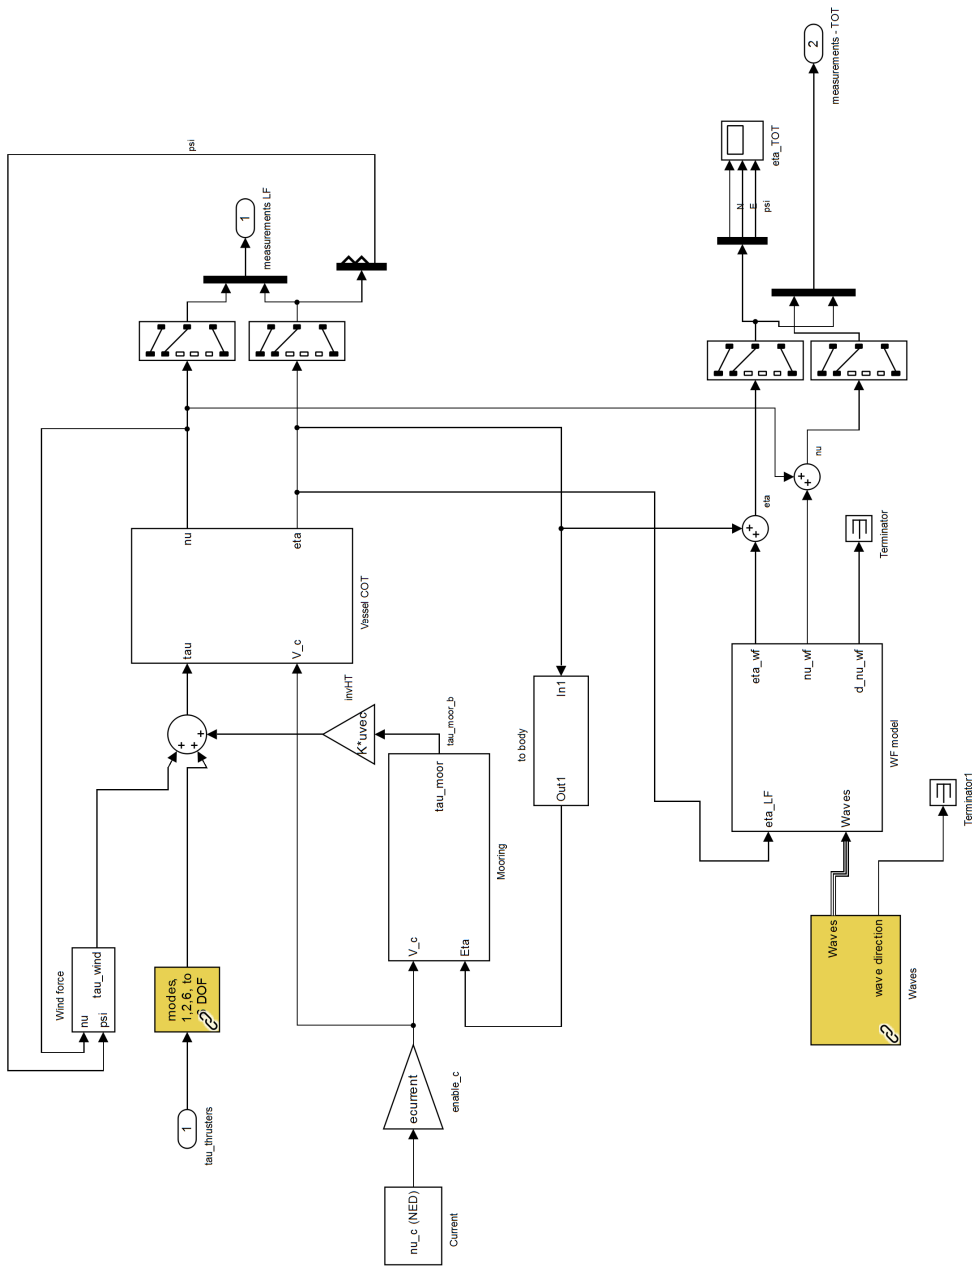 1
tau_thrusters
nu_c (NED)
Current
Wind force
nu
psi
tau_wind
modes,
1,2,6, to
DOF
ecurrent
enable_c
V_c
Eta
tau_moor
Mooring
tau_moor_b
K*uvec
invHT
+
+
+
tau
V_c
nu
eta
Vessel COT
Out1
In1
to body
1
measurements LF
psi
Waves
wave direction
Waves
Terminator1
eta_LF
Waves
eta_wf
nu_wf
d_nu_wf
WF model
Terminator
+
+
eta
+
+
nu
N
E
psi
eta_TOT
2
measurements - TOT